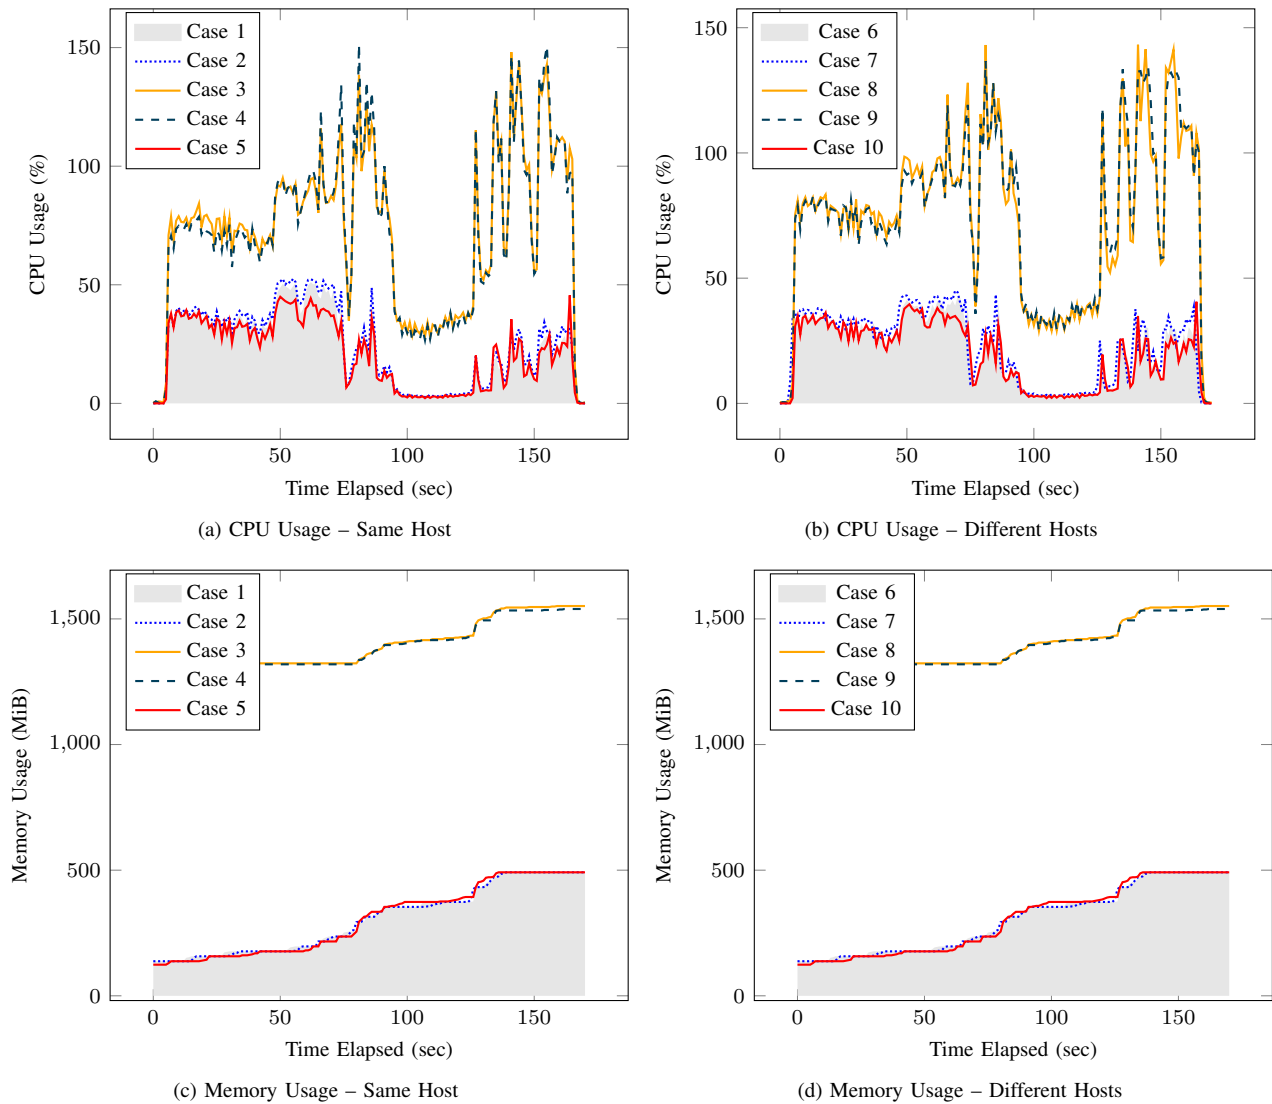 Case 1
Case 2
Case 3
Case 4
Case 5
150
100
50
0
CPU Usage (%)
0 50 100 150
Time Elapsed (sec)
(a) CPU Usage – Same Host
Case 6
Case 7
Case 8
Case 9
Case 10
150
100
50
0
CPU Usage (%)
0 50 100 150
Time Elapsed (sec)
(b) CPU Usage – Different Hosts
Case 1
Case 2
Case 3
Case 4
Case 5
1,500
1,000
500
0
Memory Usage (MiB)
0 50 100 150
Time Elapsed (sec)
(c) Memory Usage – Same Host
Case 6
Case 7
Case 8
Case 9
Case 10
1,500
1,000
500
0
Memory Usage (MiB)
0 50 100 150
Time Elapsed (sec)
(d) Memory Usage – Different Hosts